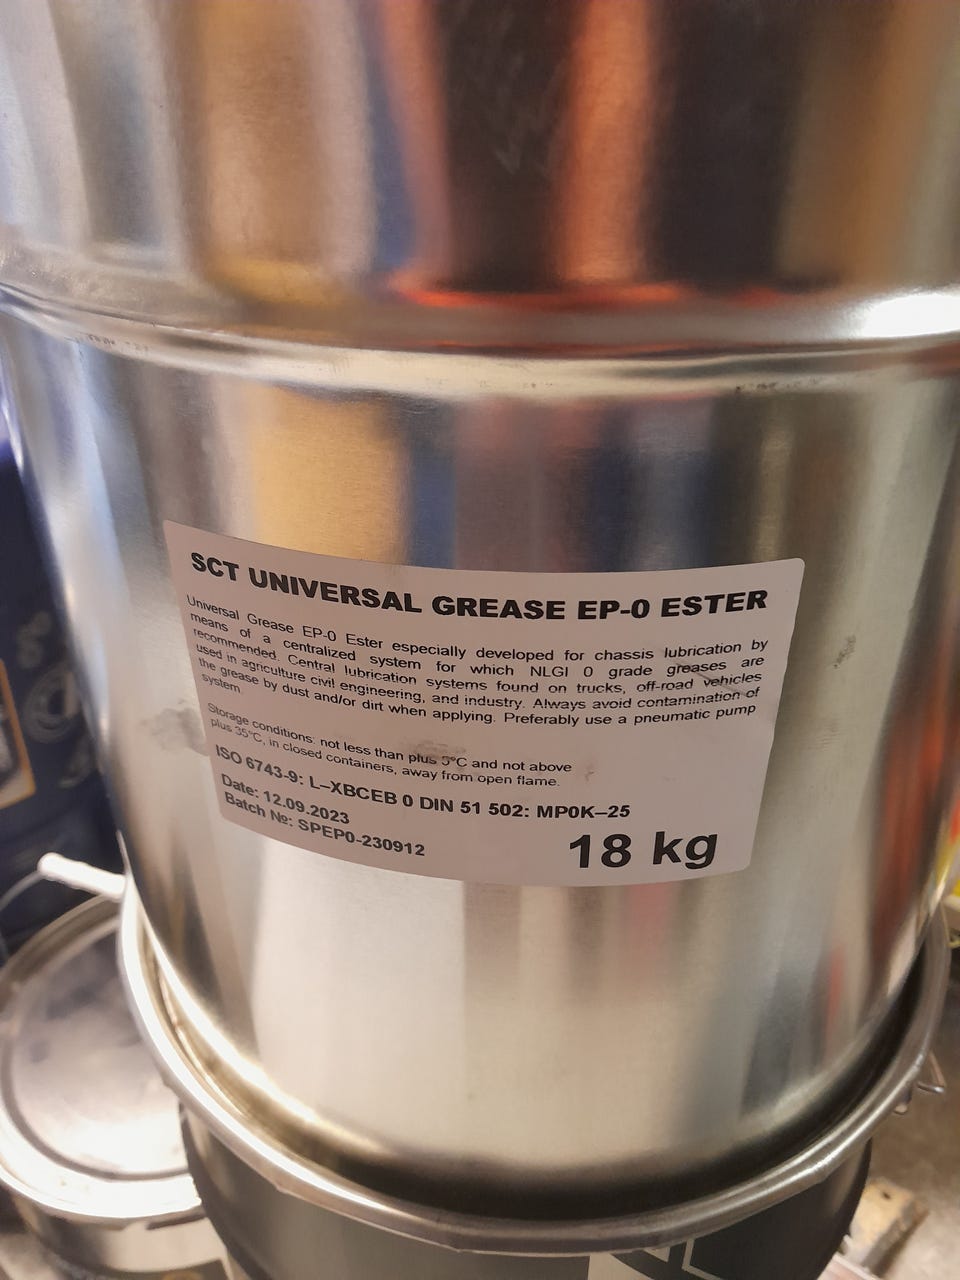 SCT UNIVERSAL GREASE EP-0 ESTER
Universal Grease EP-0 Ester especially developed for chassis lubrication by
means of a centralized system for which NLGI 0 grade greases are
recommended. Central lubrication systems found on trucks, off-road vehicles
used in agriculture civil engineering, and industry. Always avoid contamination of
the grease by dust and/or dirt when applying. Preferably use a pneumatic pump
system.
Storage conditions: not less than plus 5°C and not above
plus 35°C, in closed containers, away from open flame.
ISO 6743-9: L–XBCEB 0 DIN 51 502: MP0K–25
Date: 12.09.2023
Batch №: SPEP0-230912
18 kg